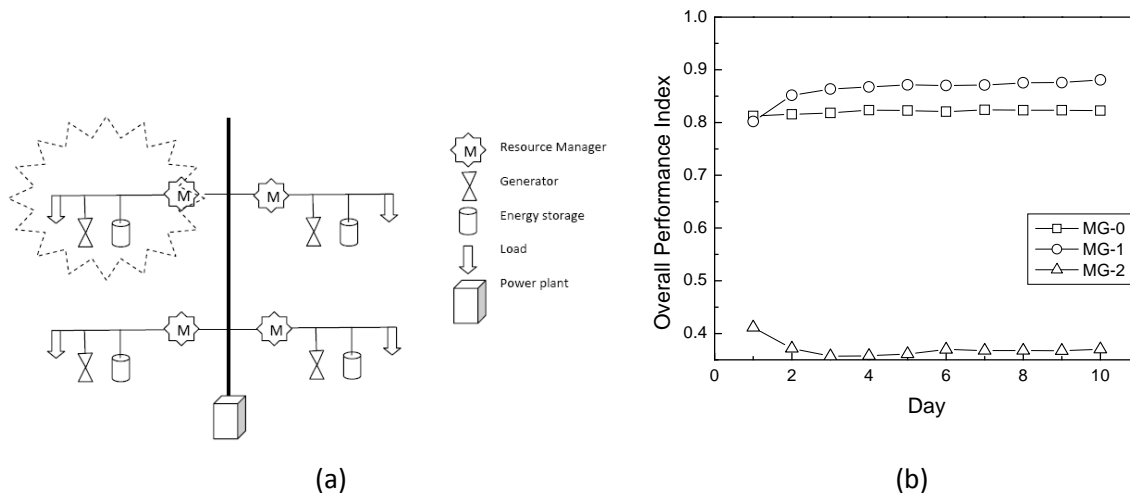 M
M
M
M
M
Resource Manager
Generator
Energy storage
Load
Power plant
(a)
1.0
0.9
0.8
0.7
0.6
0.5
0.4
Overall Performance Index
MG-0
MG-1
MG-2
0
2
4
6
8
10
Day
(b)